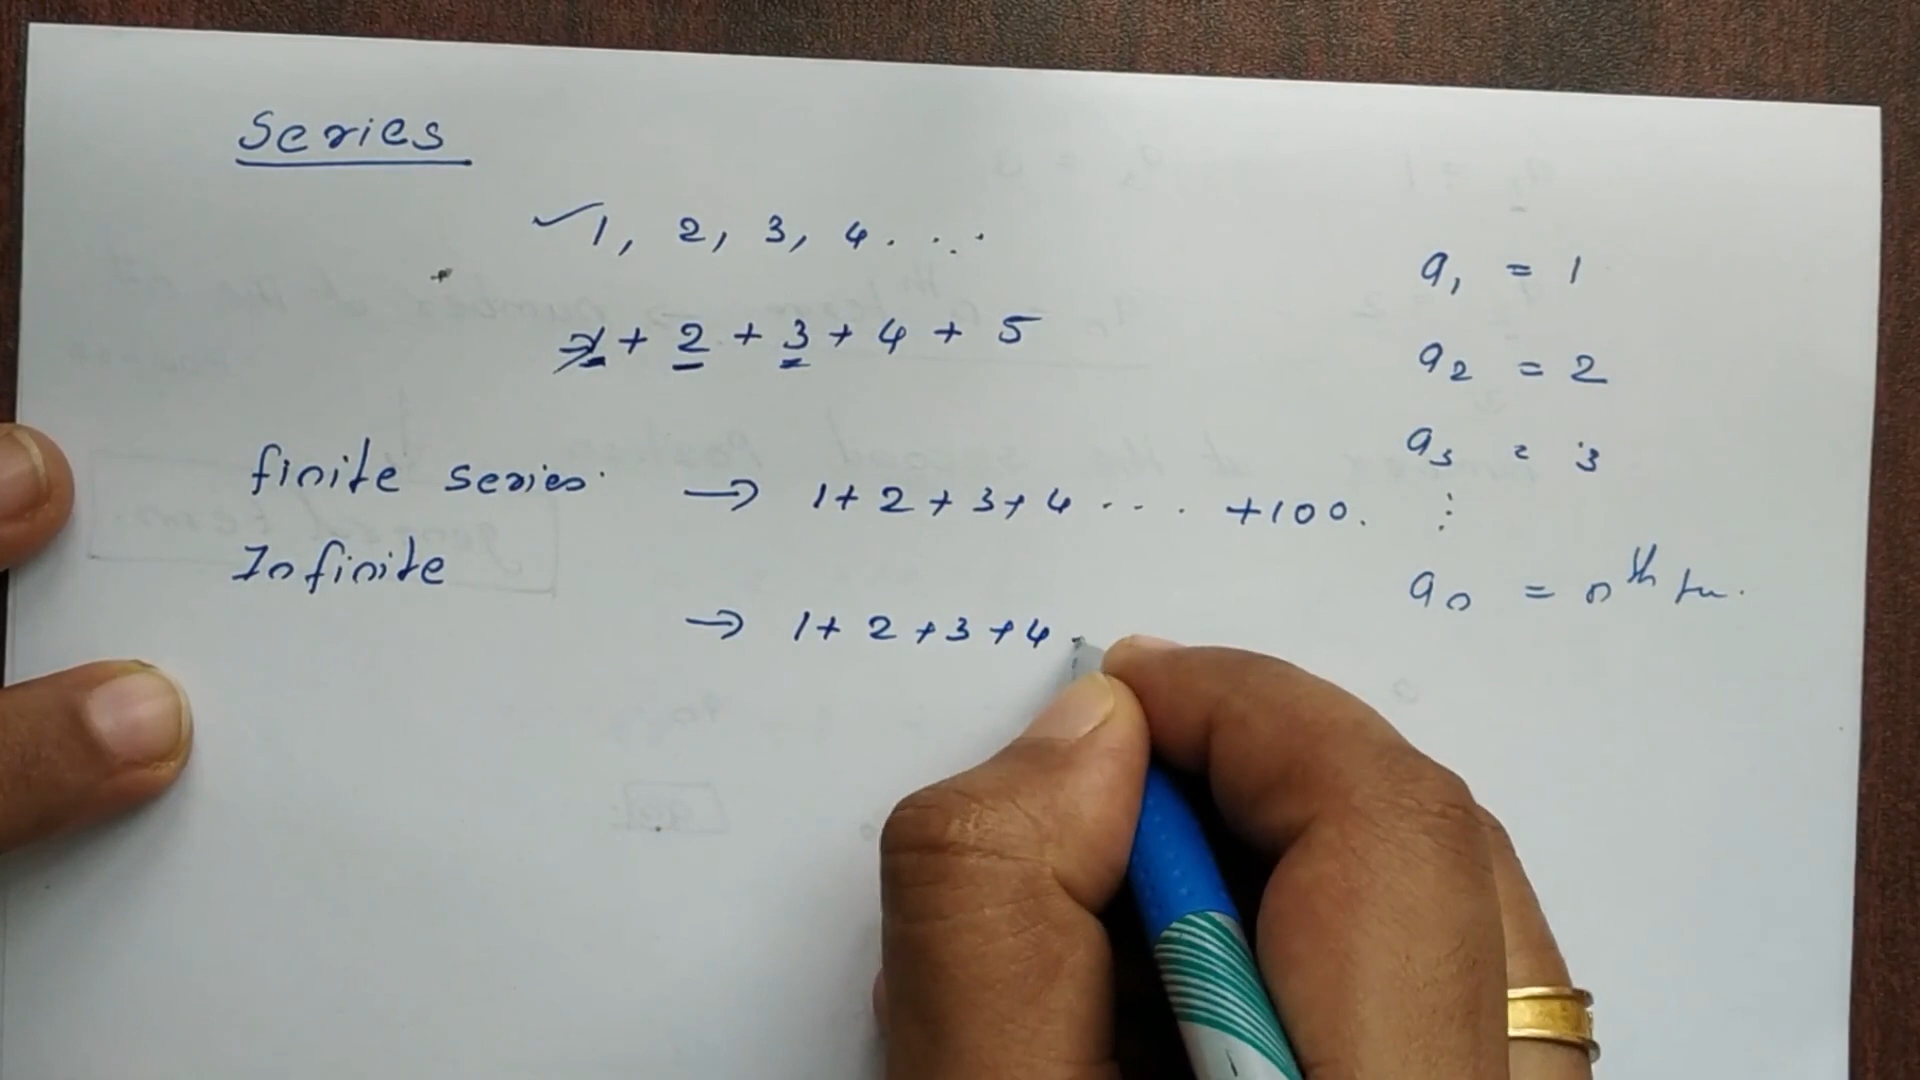 Series
✓1, 2, 3, 4 . . . .
1 + 2 + 3 + 4 + 5
finite series. → 1 + 2 + 3 + 4 . . . . +100.
Infinite
→ 1 + 2 + 3 + 4
a1 = 1
a2 = 2
a3 = 3
⋮
an = nth